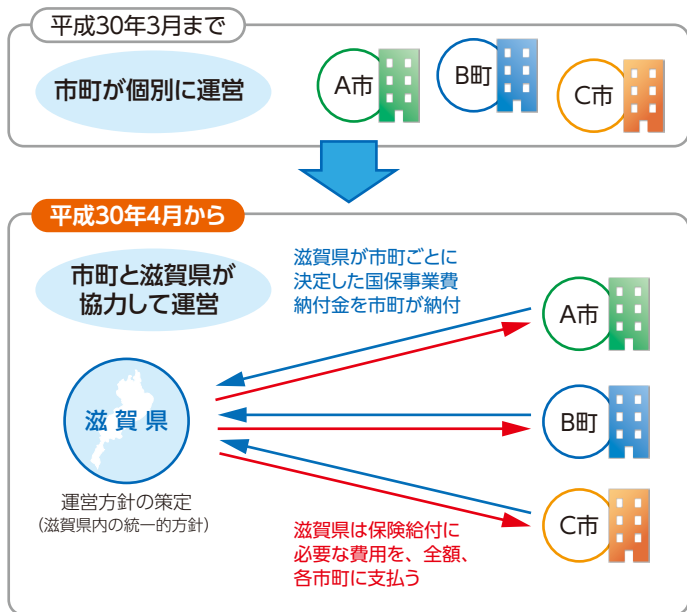 平成30年3月まで
市町が個別に運営
A市
B町
C市
平成30年4月から
市町と滋賀県が
協力して運営
滋賀県が市町ごとに
決定した国保事業費
納付金を市町が納付
A市
滋賀県
B町
運営方針の策定
（滋賀県内の統一的方針）
C市
滋賀県は保険給付に
必要な費用を、全額、
各市町に支払う